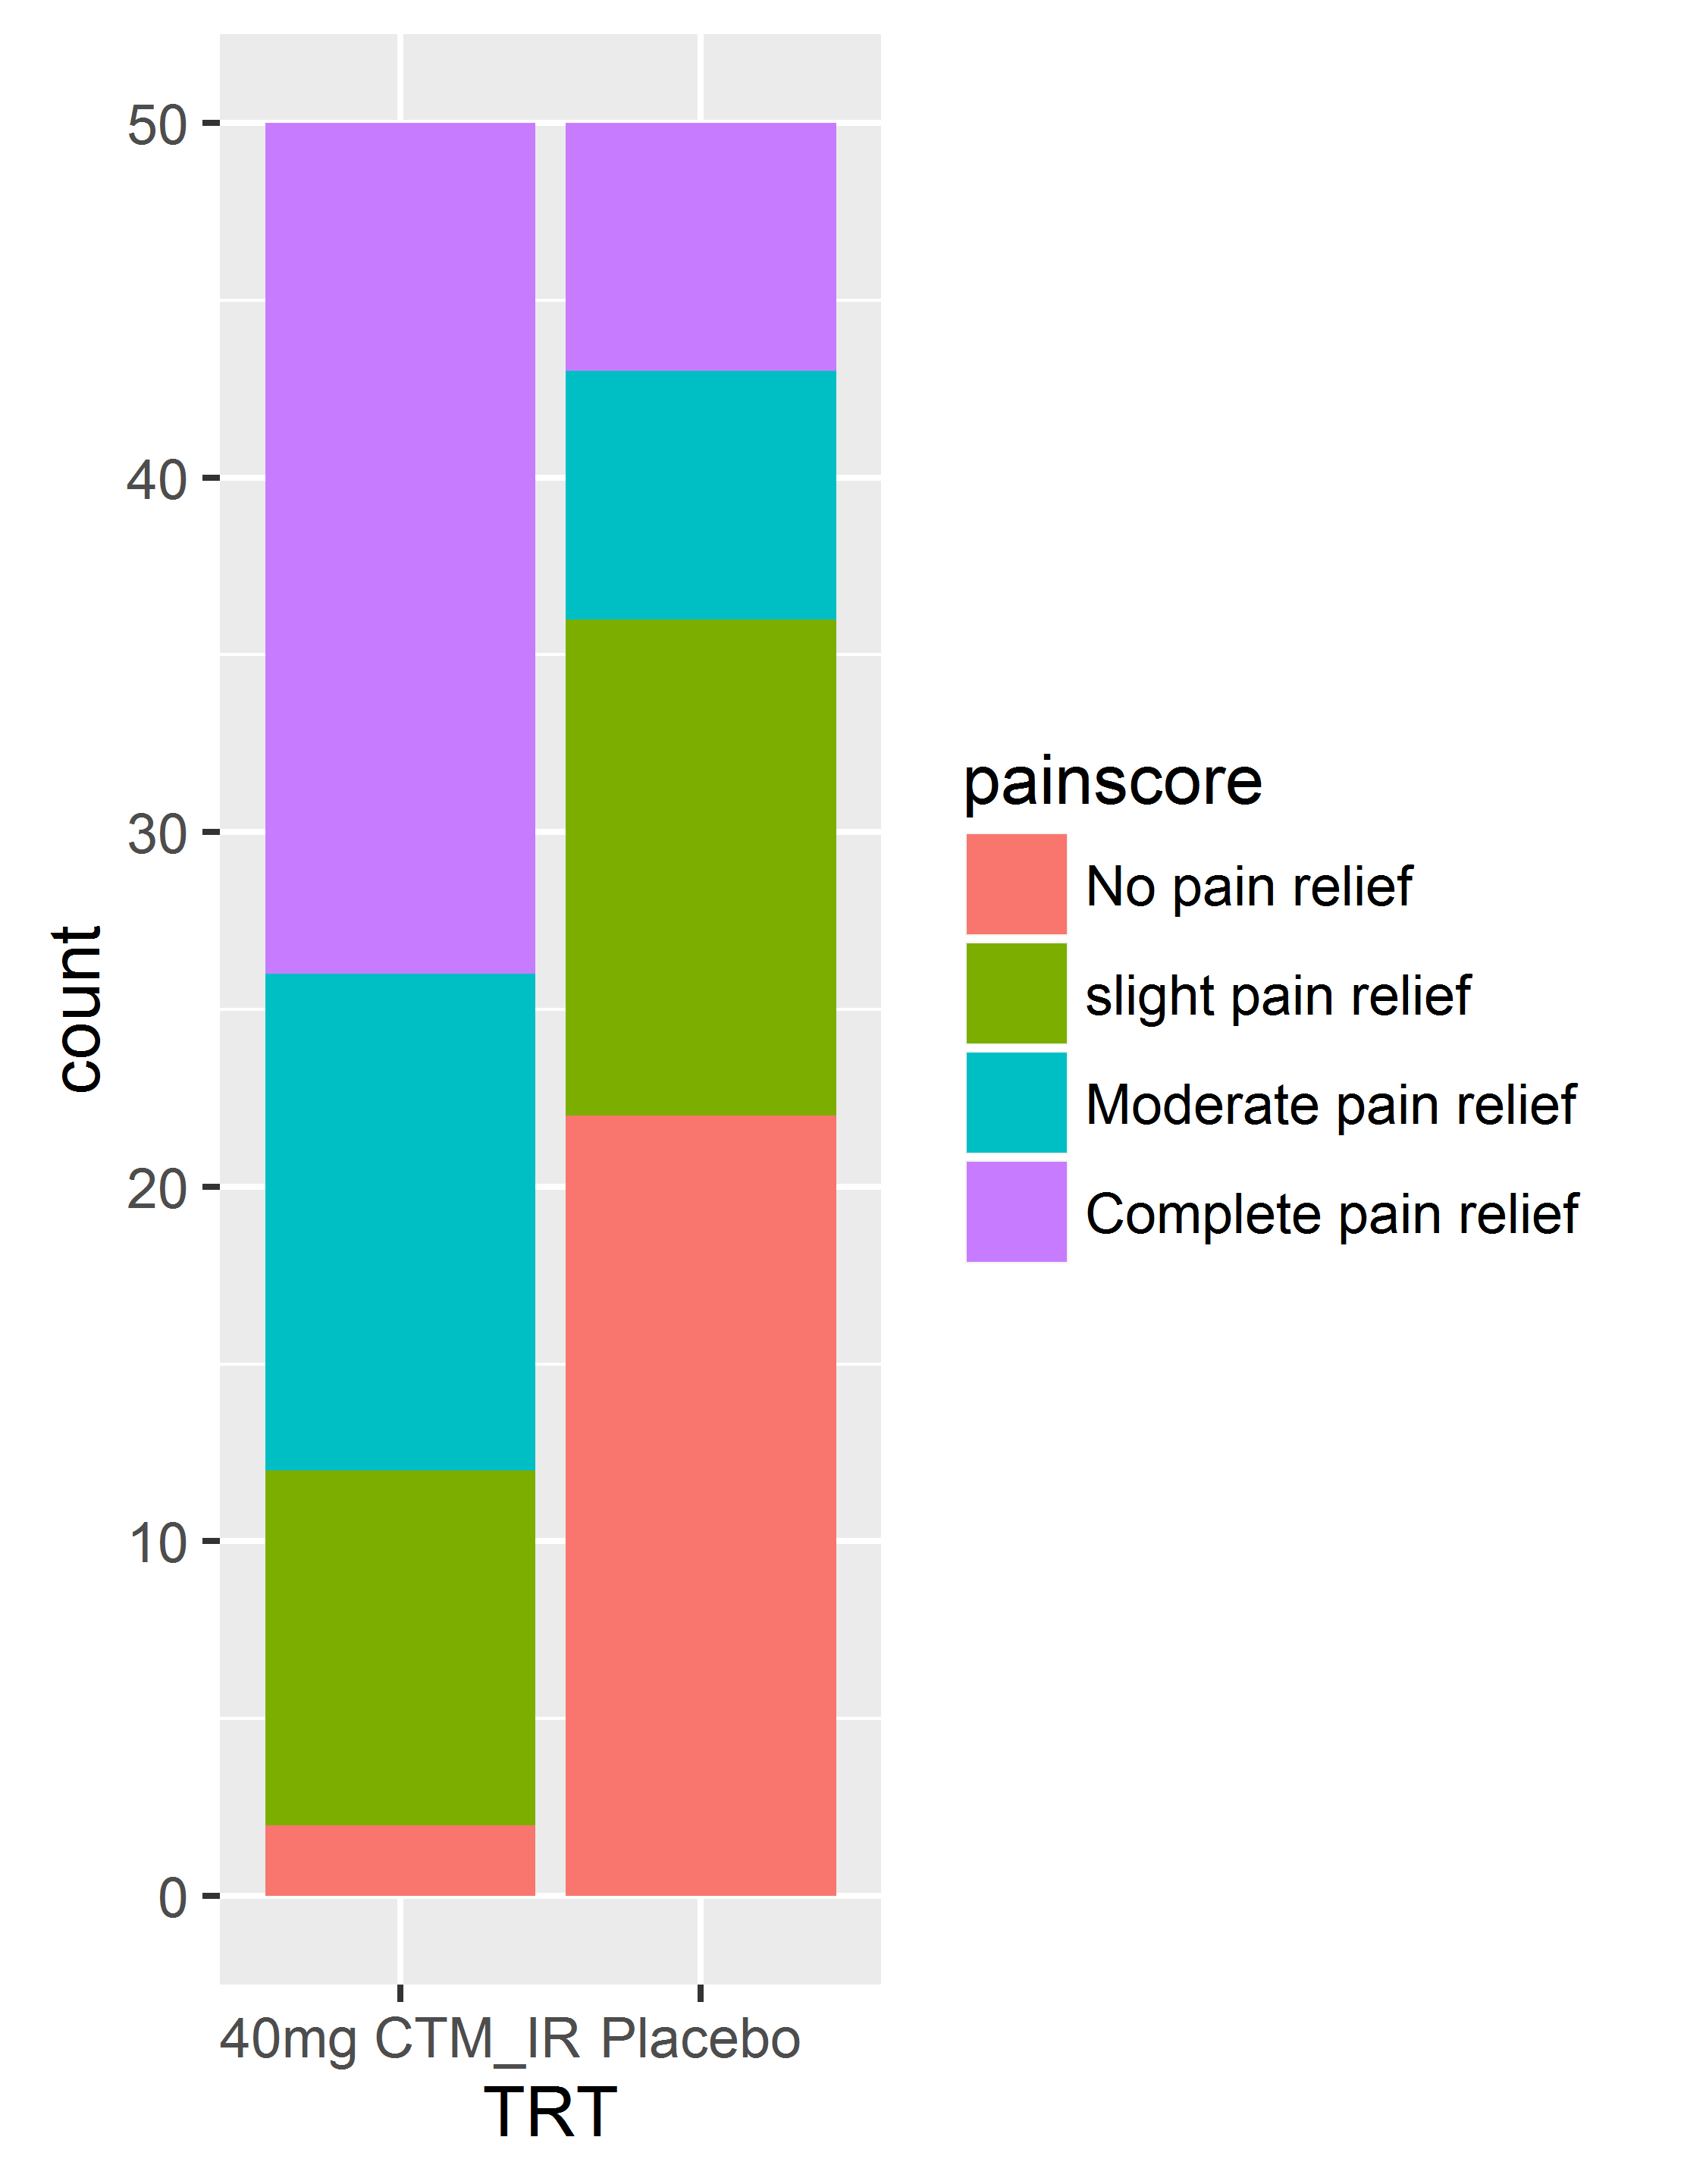 50
40
30
20
10
0
count
40mg CTM_IR Placebo
TRT
painscore
No pain relief
slight pain relief
Moderate pain relief
Complete pain relief